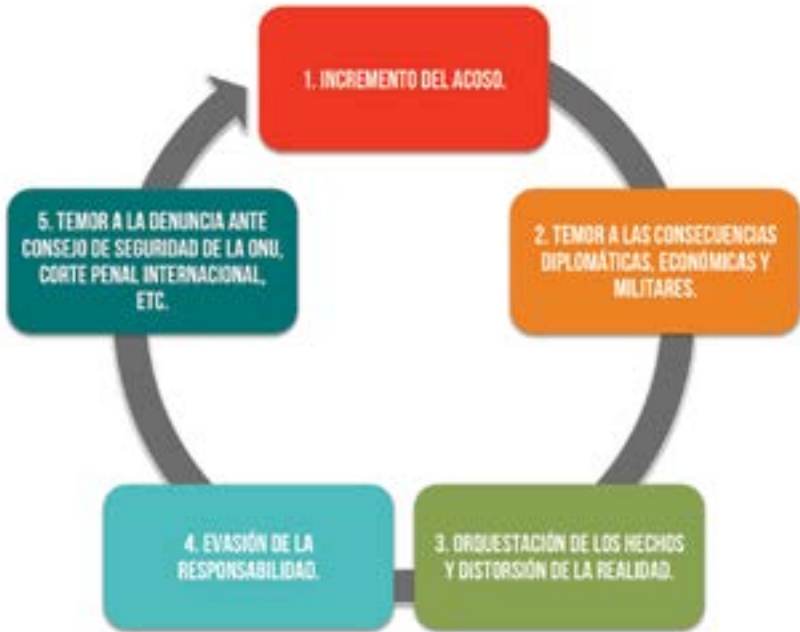 1. INCREMENTO DEL ACOSO.
2. TEMOR A LAS CONSECUENCIAS
DIPLOMÁTICAS, ECONÓMICAS Y
MILITARES.
3. ORQUESTACIÓN DE LOS HECHOS
Y DISTORSIÓN DE LA REALIDAD.
4. EVASIÓN DE LA
RESPONSABILIDAD.
5. TEMOR A LA DENUNCIA ANTE
CONSEJO DE SEGURIDAD DE LA ONU,
CORTE PENAL INTERNACIONAL,
ETC.